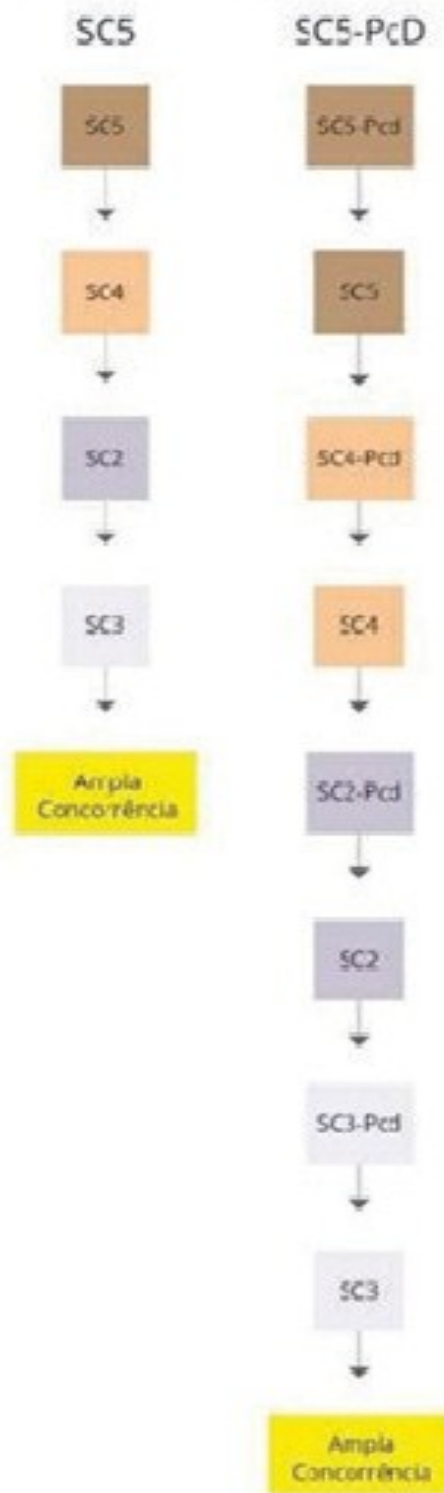 SC5
SC5
SC4
SC2
SC3
Ampla
Concorrência
SC5-PcD
SC5-Pcd
SC5
SC4-Pcd
SC4
SC2-Pcd
SC2
SC3-Pcd
SC3
Ampla
Concorrência